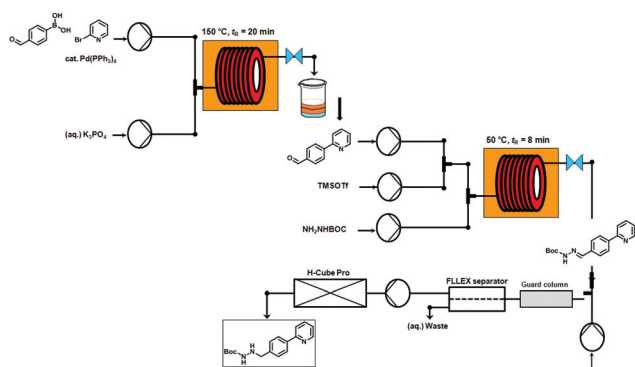 OH
B
OH
O
Br
N
cat. Pd(PPh3)4
(aq.) K3PO4
150 °C, tR = 20 min
N
O
TMSOTf
NH2NHBOC
50 °C, tR = 8 min
N
Boc
N
N
H
H-Cube Pro
FLLEX separator
Guard column
(aq.) Waste
N
H
N
Boc
N
H